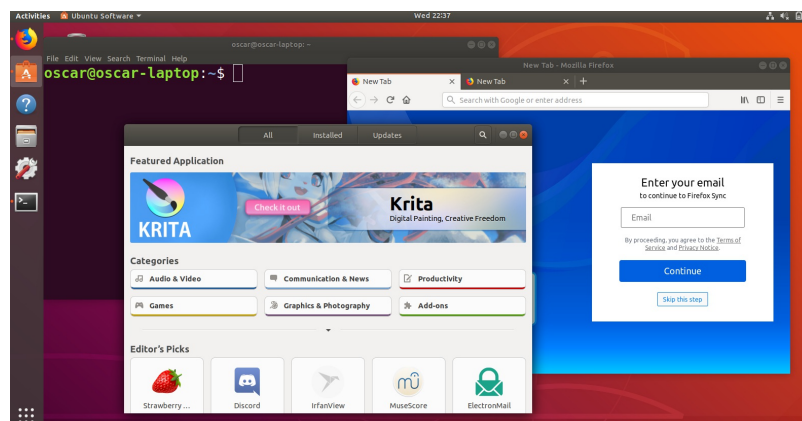 Activities Ubuntu Software Wed 22:37
oscar@oscar-laptop: ~
File Edit View Search Terminal Help
oscar@oscar-laptop:~$
New Tab - Mozilla Firefox
New Tab New Tab
Search with Google or enter address
Enter your email
to continue to Firefox Sync
Email
By proceeding, you agree to the Terms of
Service and Privacy Notice.
Continue
Skip this step
All Installed Updates
Featured Application
KRITA
Check it out
Krita
Digital Painting, Creative Freedom
Categories
Audio & Video Communication & News Productivity
Games Graphics & Photography Add-ons
Editor's Picks
Strawberry ... Discord IrfanView MuseScore ElectronMail